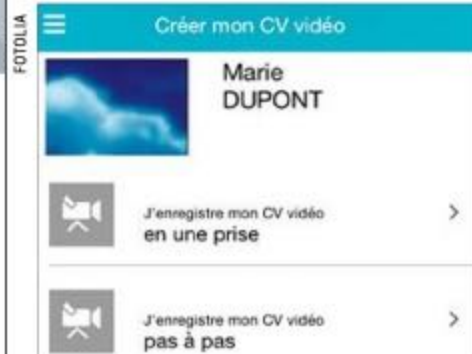 FOTOLIA
Créer mon CV vidéo
Marie
DUPONT
J'enregistre mon CV vidéo
en une prise
J'enregistre mon CV vidéo
pas à pas